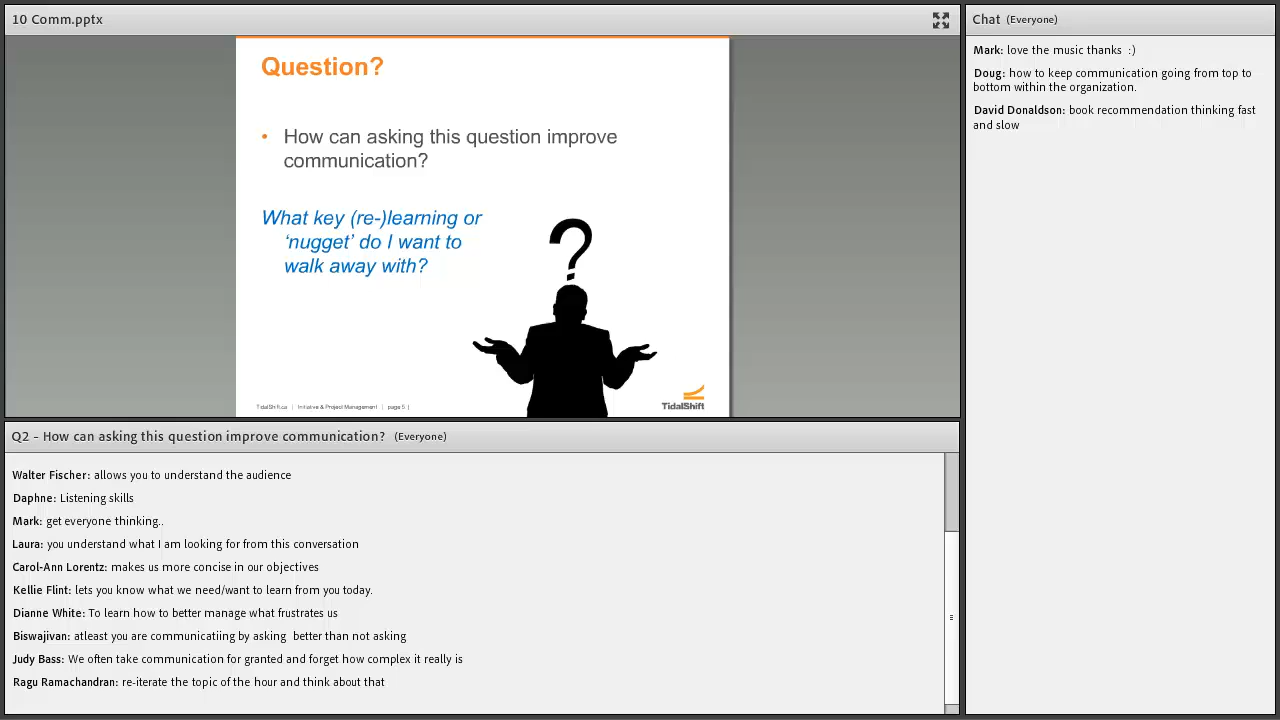 10 Comm.pptx
Question?
• How can asking this question improve
communication?
What key (re-)learning or
‘nugget’ do I want to
walk away with?
?
TidalShift.ca | Initiative & Project Management | page 5 |
TidalShift
Q2 - How can asking this question improve communication? (Everyone)
Walter Fischer: allows you to understand the audience
Daphne: Listening skills
Mark: get everyone thinking..
Laura: you understand what I am looking for from this conversation
Carol-Ann Lorentz: makes us more concise in our objectives
Kellie Flint: lets you know what we need/want to learn from you today.
Dianne White: To learn how to better manage what frustrates us
Biswajivan: atleast you are communicatiing by asking  better than not asking
Judy Bass: We often take communication for granted and forget how complex it really is
Ragu Ramachandran: re-iterate the topic of the hour and think about that
Chat (Everyone)
Mark: love the music thanks  :)
Doug: how to keep communication going from top to
bottom within the organization.
David Donaldson: book recommendation thinking fast
and slow